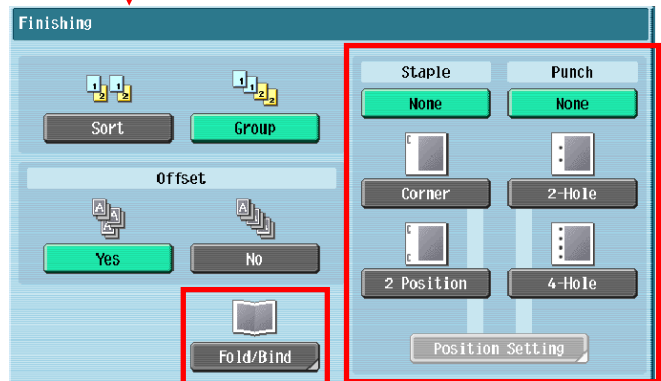 Finishing
Sort
Group
Offset
Yes
No
Fold/Bind
Staple
Punch
None
None
Corner
2-Hole
2 Position
4-Hole
Position Setting